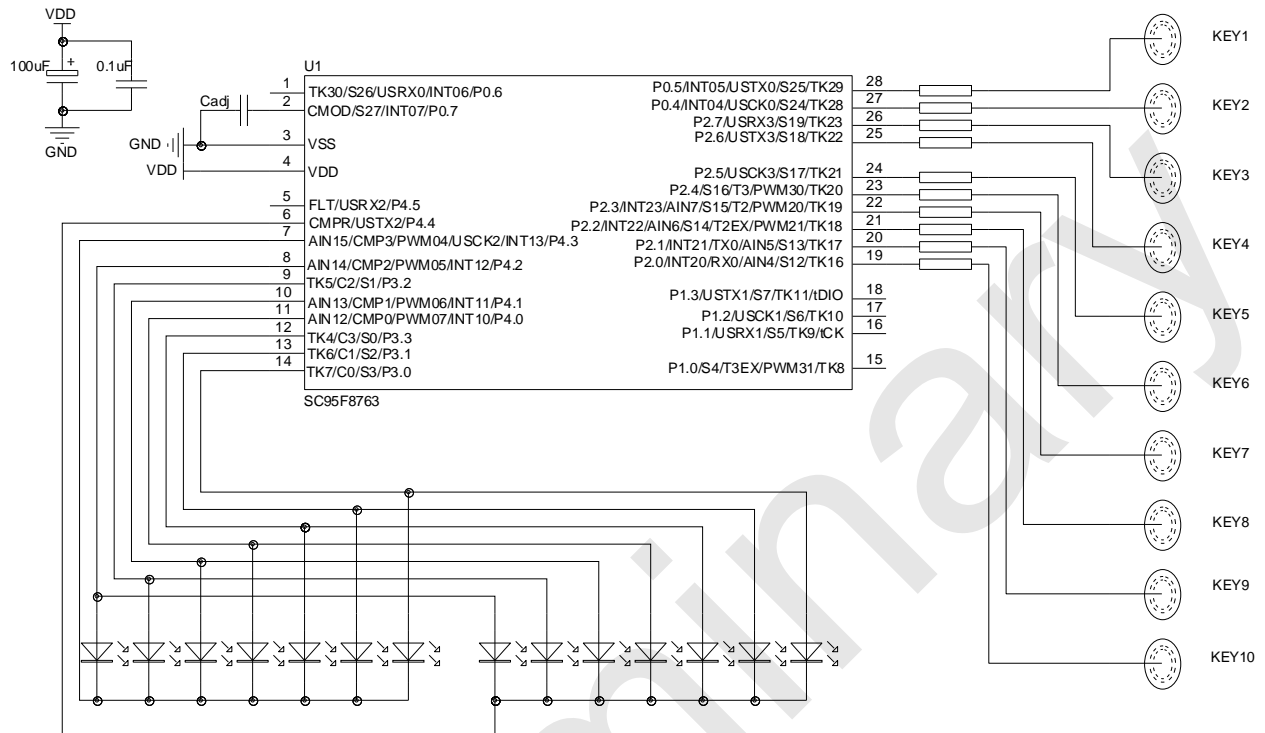 VDD
100uF
+
0.1uF
GND
Cadj
GND
VDD
U1
1
TK30/S26/USRX0/INT06/P0.6
2
CMOD/S27/INT07/P0.7
3
VSS
4
VDD
5
FLT/USRX2/P4.5
6
CMPR/USTX2/P4.4
7
AIN15/CMP3/PWM04/USCK2/INT13/P4.3
8
AIN14/CMP2/PWM05/INT12/P4.2
9
TK5/C2/S1/P3.2
10
AIN13/CMP1/PWM06/INT11/P4.1
11
AIN12/CMP0/PWM07/INT10/P4.0
12
TK4/C3/S0/P3.3
13
TK6/C1/S2/P3.1
14
TK7/C0/S3/P3.0
P0.5/INT05/USTX0/S25/TK29
28
P0.4/INT04/USCK0/S24/TK28
27
P2.7/USRX3/S19/TK23
26
P2.6/USTX3/S18/TK22
25
P2.5/USCK3/S17/TK21
24
P2.4/S16/T3/PWM30/TK20
23
P2.3/INT23/AIN7/S15/T2/PWM20/TK19
22
P2.2/INT22/AIN6/S14/T2EX/PWM21/TK18
21
P2.1/INT21/TX0/AIN5/S13/TK17
20
P2.0/INT20/RX0/AIN4/S12/TK16
19
P1.3/USTX1/S7/TK11/tDIO
18
P1.2/USCK1/S6/TK10
17
P1.1/USRX1/S5/TK9/tCK
16
P1.0/S4/T3EX/PWM31/TK8
15
SC95F8763
KEY1
KEY2
KEY3
KEY4
KEY5
KEY6
KEY7
KEY8
KEY9
KEY10
minary